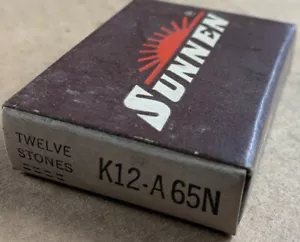 SUNNEN
®
TWELVE
STONES
K12-A 65N